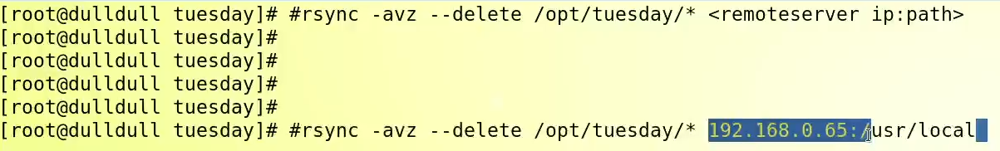 [root@dulldull tuesday]# #rsync -avz --delete /opt/tuesday/* <remoteserver ip:path>
[root@dulldull tuesday]#
[root@dulldull tuesday]#
[root@dulldull tuesday]#
[root@dulldull tuesday]#
[root@dulldull tuesday]# #rsync -avz --delete /opt/tuesday/* 192.168.0.65:/usr/local